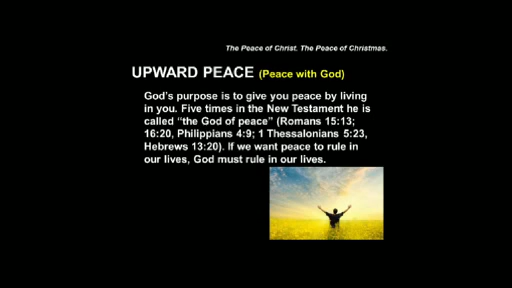 The Peace of Christ. The Peace of Christmas.
UPWARD PEACE (Peace with God)
God's purpose is to give you peace by living
in you. Five times in the New Testament he is
called “the God of peace” (Romans 15:13;
16:20, Philippians 4:9; 1 Thessalonians 5:23,
Hebrews 13:20). If we want peace to rule in
our lives, God must rule in our lives.